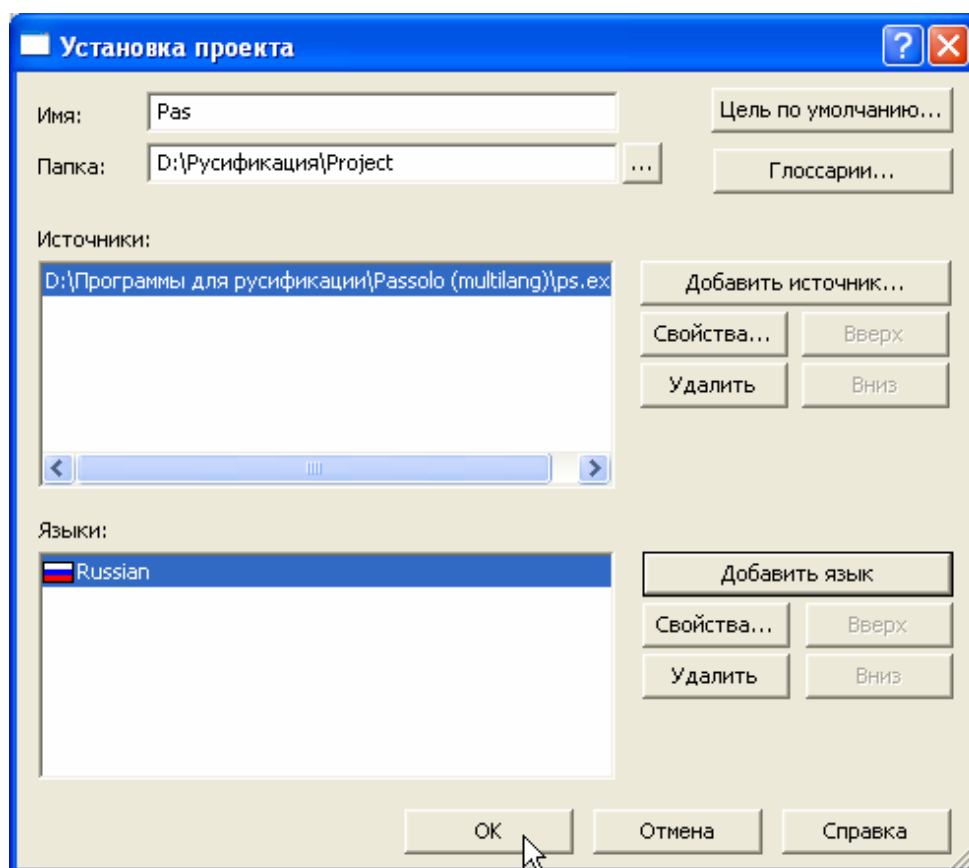 Установка проекта
Имя: Pas Цель по умолчанию...
Папка: D:\Русификация\Project ... Глоссарии...
Источники:
D:\Программы для русификации\Passolo (multilang)\ps.ex Добавить источник...
Свойства... Вверх
Удалить Вниз
Языки:
Russian Добавить язык
Свойства... Вверх
Удалить Вниз
OK Отмена Справка